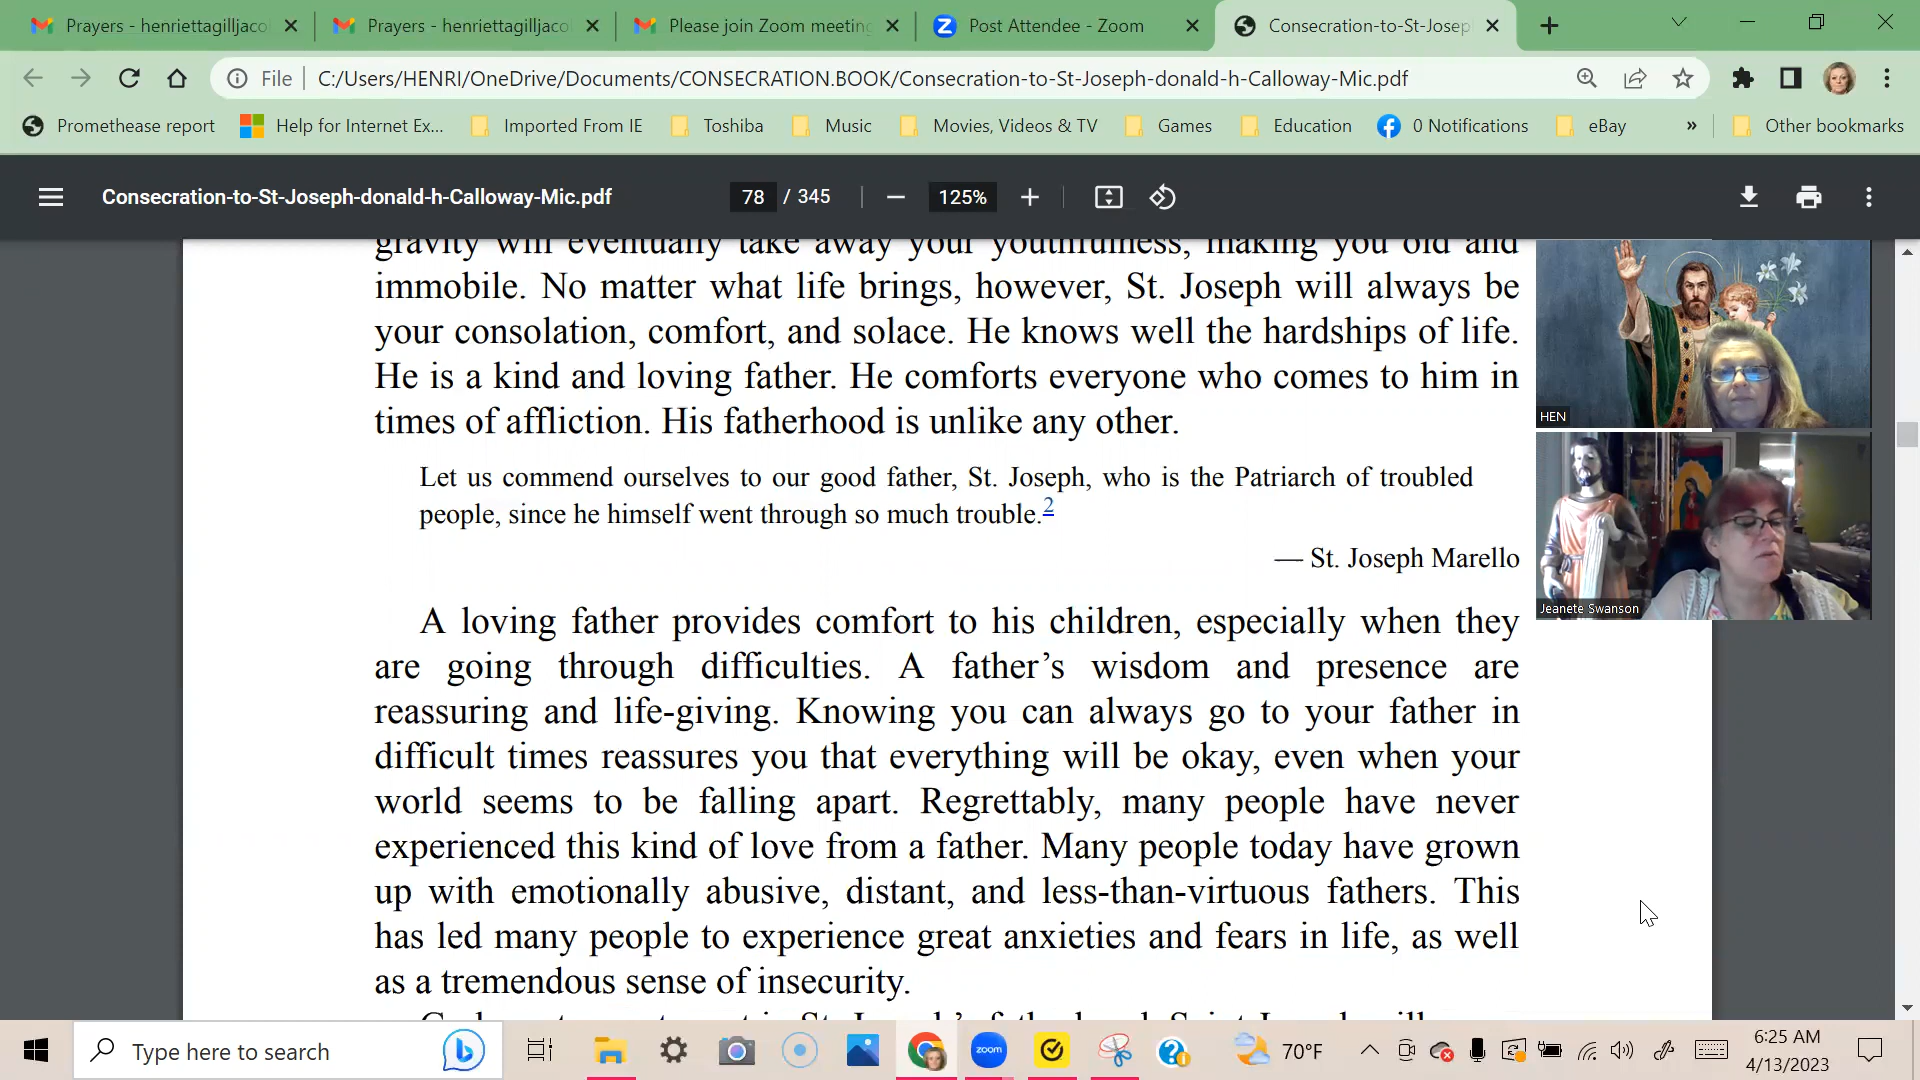 Prayers - henriettagilljaco
Prayers - henriettagilljaco
Please join Zoom meeting
Post Attendee - Zoom
Consecration-to-St-Josep
File
C:/Users/HENRI/OneDrive/Documents/CONSECRATION.BOOK/Consecration-to-St-Joseph-donald-h-Calloway-Mic.pdf
Promethease report
Help for Internet Ex...
Imported From IE
Toshiba
Music
Movies, Videos & TV
Games
Education
0 Notifications
eBay
»
Other bookmarks
Consecration-to-St-Joseph-donald-h-Calloway-Mic.pdf
78 / 345
125%
gravity will eventually take away your youthfulness, making you old and
immobile. No matter what life brings, however, St. Joseph will always be
your consolation, comfort, and solace. He knows well the hardships of life.
He is a kind and loving father. He comforts everyone who comes to him in
times of affliction. His fatherhood is unlike any other.
Let us commend ourselves to our good father, St. Joseph, who is the Patriarch of troubled
people, since he himself went through so much trouble.2
— St. Joseph Marello
A loving father provides comfort to his children, especially when they
are going through difficulties. A father’s wisdom and presence are
reassuring and life-giving. Knowing you can always go to your father in
difficult times reassures you that everything will be okay, even when your
world seems to be falling apart. Regrettably, many people have never
experienced this kind of love from a father. Many people today have grown
up with emotionally abusive, distant, and less-than-virtuous fathers. This
has led many people to experience great anxieties and fears in life, as well
as a tremendous sense of insecurity.
HEN
Jeanete Swanson
Type here to search
zoom
70°F
6:25 AM
4/13/2023